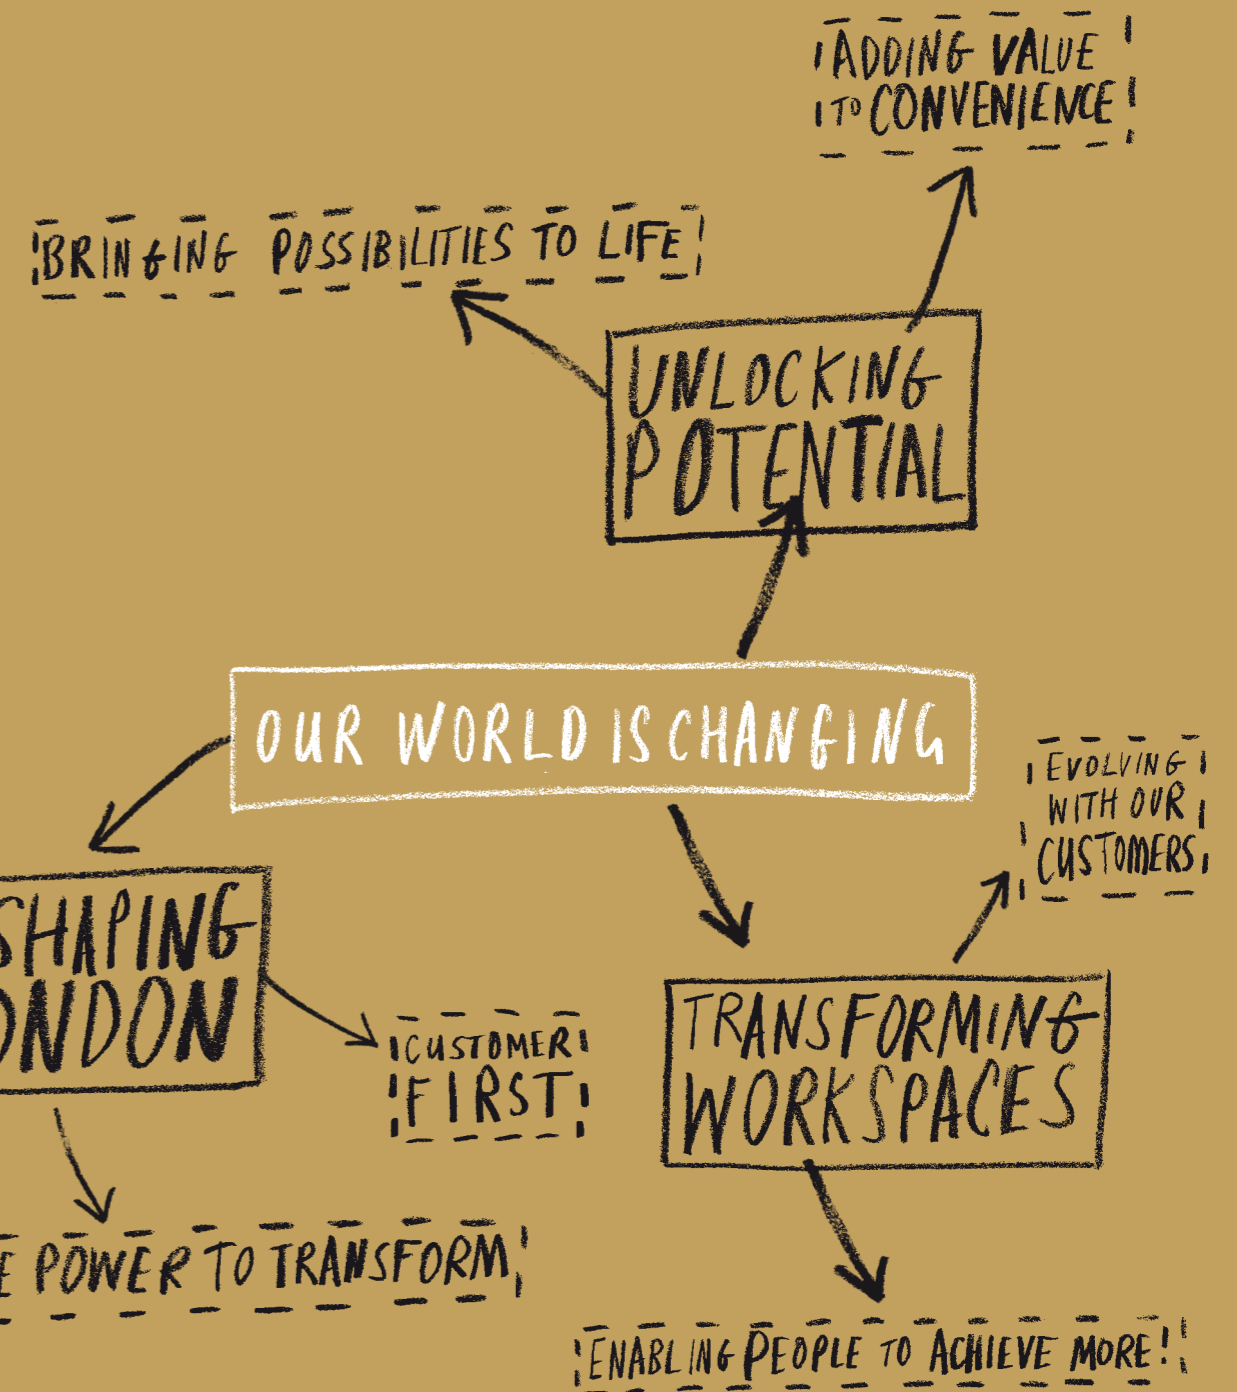 ADDING VALUE
TO CONVENIENCE
BRINGING POSSIBILITIES TO LIFE
UNLOCKING
POTENTIAL
OUR WORLD IS CHANGING
EVOLVING
WITH OUR
CUSTOMERS
SHAPING
ONDON
CUSTOMER
FIRST
TRANSFORMING
WORKSPACES
E POWER TO TRANSFORM
ENABLING PEOPLE TO ACHIEVE MORE!